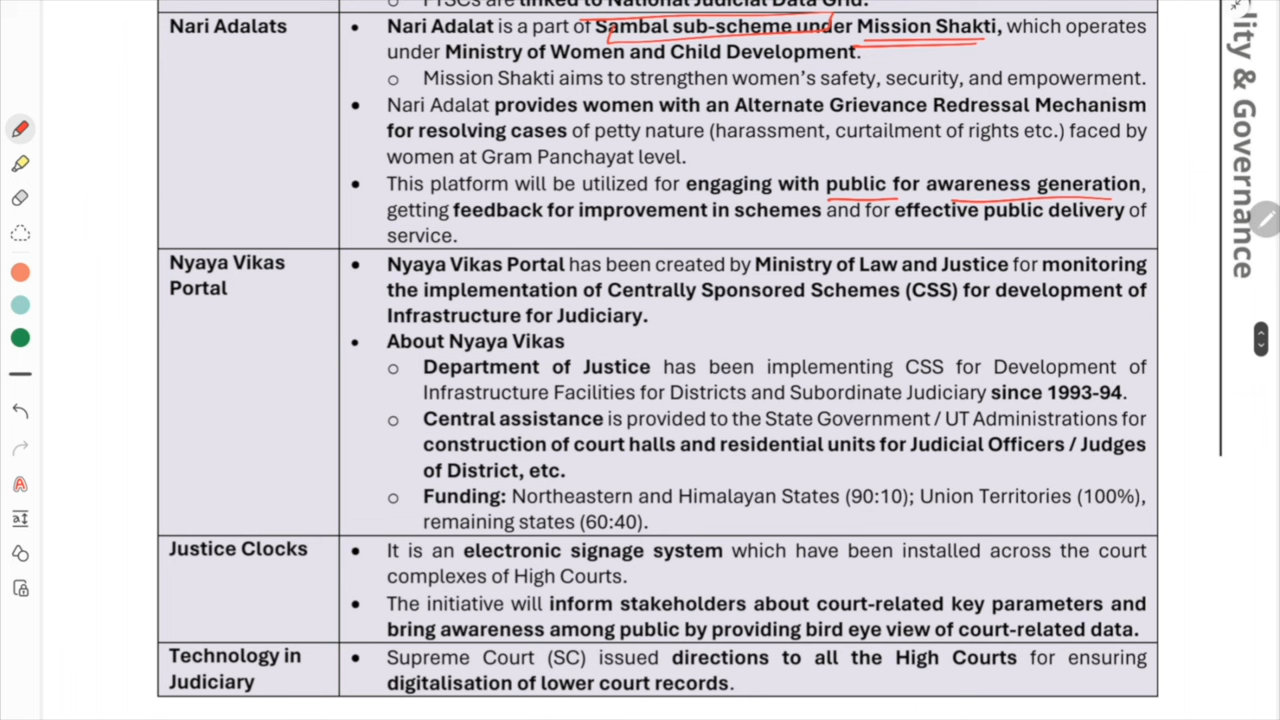 FTSCs are linked to National Judicial Data Grid.
Nari Adalats
• Nari Adalat is a part of Sambal sub-scheme under Mission Shakti, which operates
under Ministry of Women and Child Development.
o Mission Shakti aims to strengthen women's safety, security, and empowerment.
• Nari Adalat provides women with an Alternate Grievance Redressal Mechanism
for resolving cases of petty nature (harassment, curtailment of rights etc.) faced by
women at Gram Panchayat level.
• This platform will be utilized for engaging with public for awareness generation,
getting feedback for improvement in schemes and for effective public delivery of
service.
Nyaya Vikas
Portal
• Nyaya Vikas Portal has been created by Ministry of Law and Justice for monitoring
the implementation of Centrally Sponsored Schemes (CSS) for development of
Infrastructure for Judiciary.
• About Nyaya Vikas
o Department of Justice has been implementing CSS for Development of
Infrastructure Facilities for Districts and Subordinate Judiciary since 1993-94.
o Central assistance is provided to the State Government / UT Administrations for
construction of court halls and residential units for Judicial Officers / Judges
of District, etc.
o Funding: Northeastern and Himalayan States (90:10); Union Territories (100%),
remaining states (60:40).
Justice Clocks
• It is an electronic signage system which have been installed across the court
complexes of High Courts.
• The initiative will inform stakeholders about court-related key parameters and
bring awareness among public by providing bird eye view of court-related data.
Technology in
Judiciary
• Supreme Court (SC) issued directions to all the High Courts for ensuring
digitalisation of lower court records.
lity & Governance